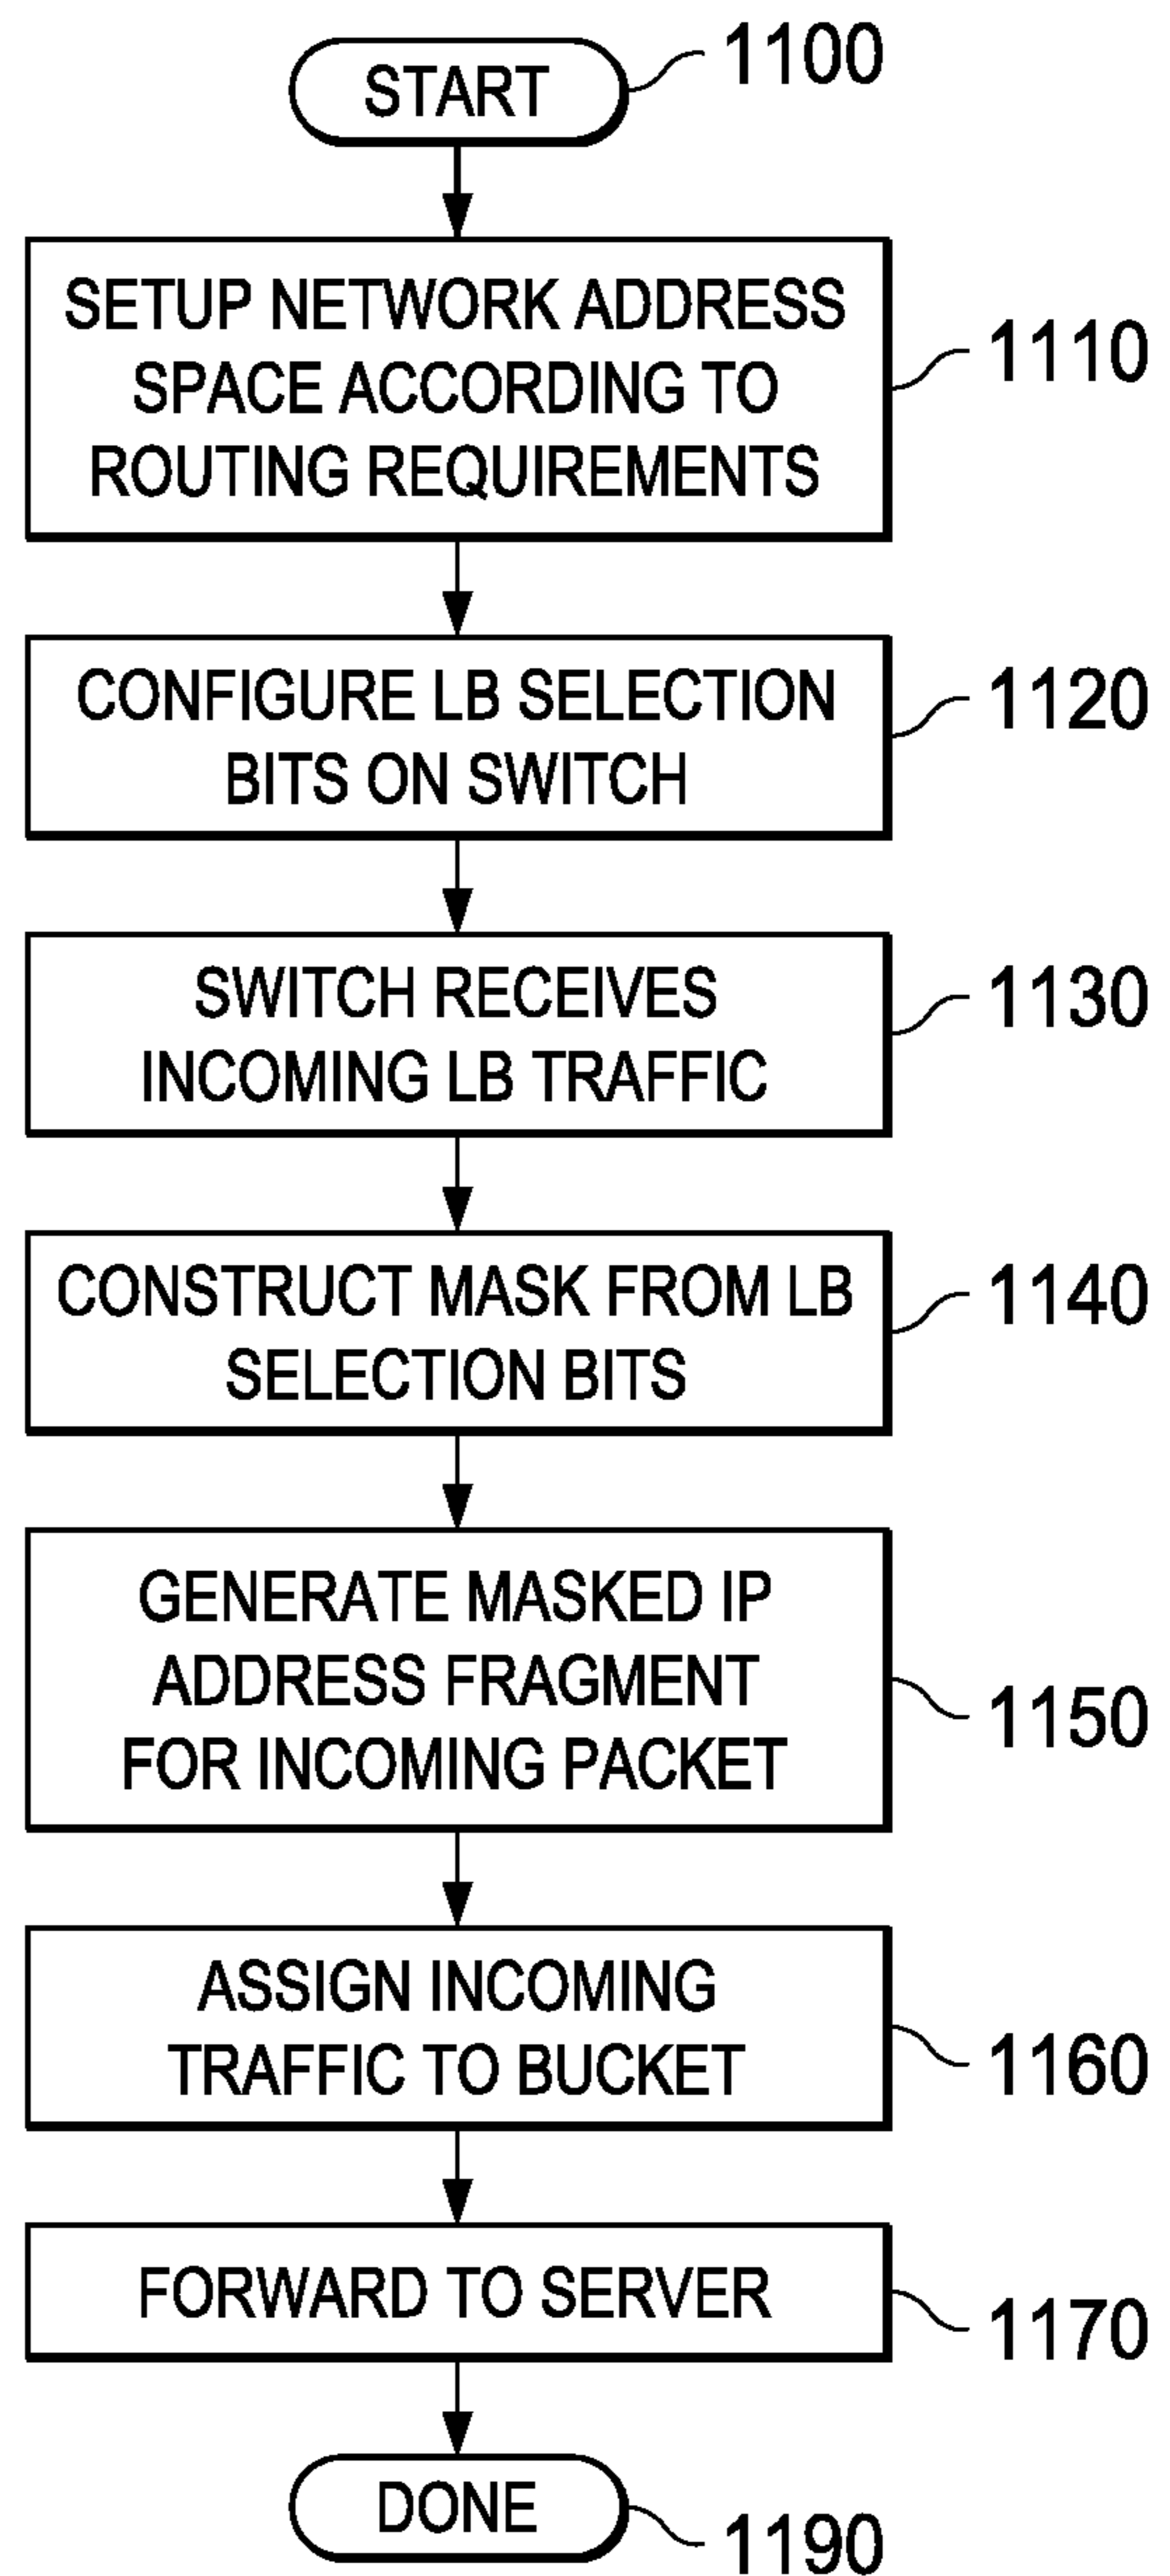 START
1100
SETUP NETWORK ADDRESS
SPACE ACCORDING TO
ROUTING REQUIREMENTS
1110
CONFIGURE LB SELECTION
BITS ON SWITCH
1120
SWITCH RECEIVES
INCOMING LB TRAFFIC
1130
CONSTRUCT MASK FROM LB
SELECTION BITS
1140
GENERATE MASKED IP
ADDRESS FRAGMENT
FOR INCOMING PACKET
1150
ASSIGN INCOMING
TRAFFIC TO BUCKET
1160
FORWARD TO SERVER
1170
DONE
1190